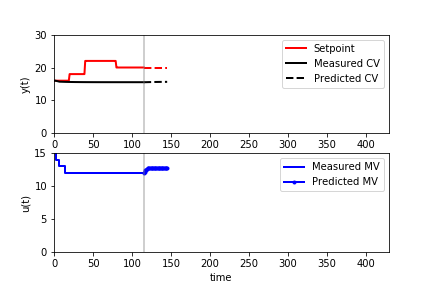 30
20
10
0
y(t)
Setpoint
Measured CV
Predicted CV
0 50 100 150 200 250 300 350 400
15
10
5
0
u(t)
Measured MV
Predicted MV
0 50 100 150 200 250 300 350 400
time